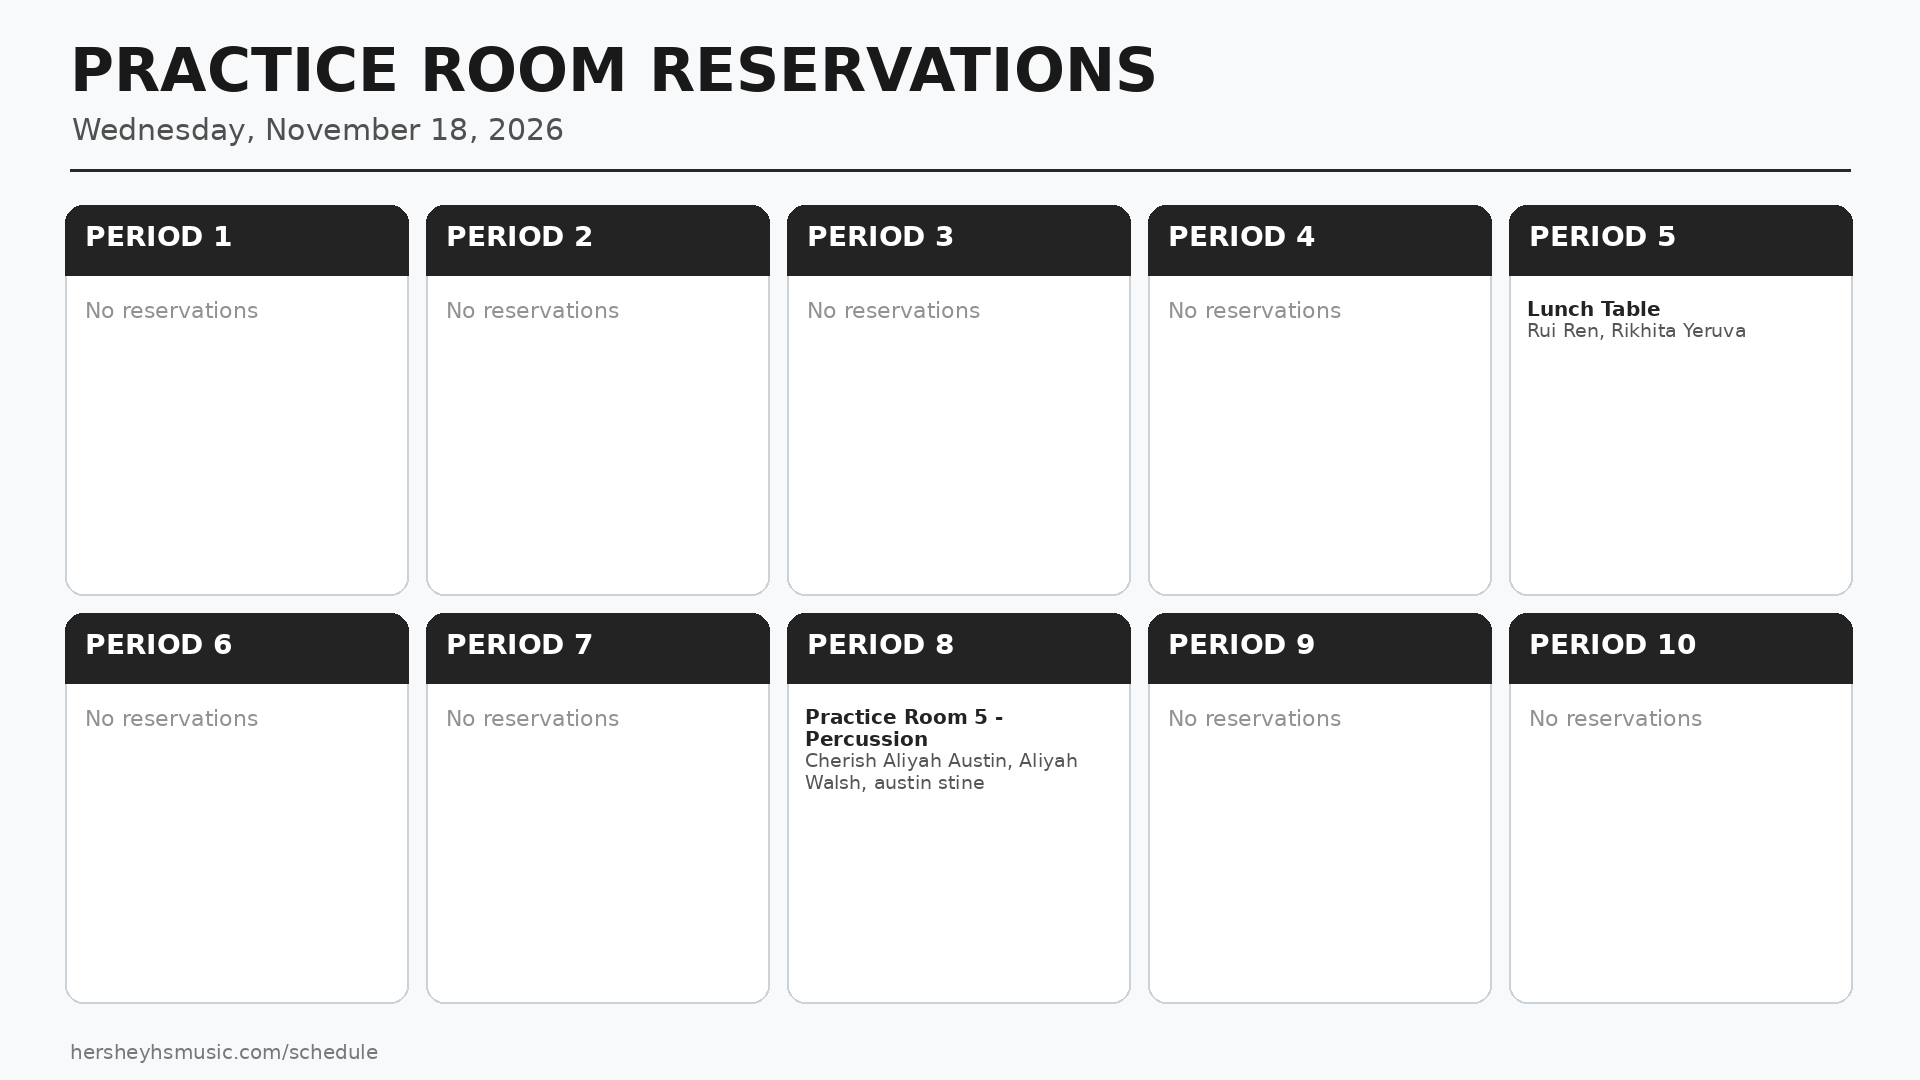 PRACTICE ROOM RESERVATIONS
Wednesday, November 18, 2026
PERIOD 1
No reservations
PERIOD 2
No reservations
PERIOD 3
No reservations
PERIOD 4
No reservations
PERIOD 5
Lunch Table
Rui Ren, Rikhita Yeruva
PERIOD 6
No reservations
PERIOD 7
No reservations
PERIOD 8
Practice Room 5 -
Percussion
Cherish Aliyah Austin, Aliyah
Walsh, austin stine
PERIOD 9
No reservations
PERIOD 10
No reservations
hersheyhsmusic.com/schedule